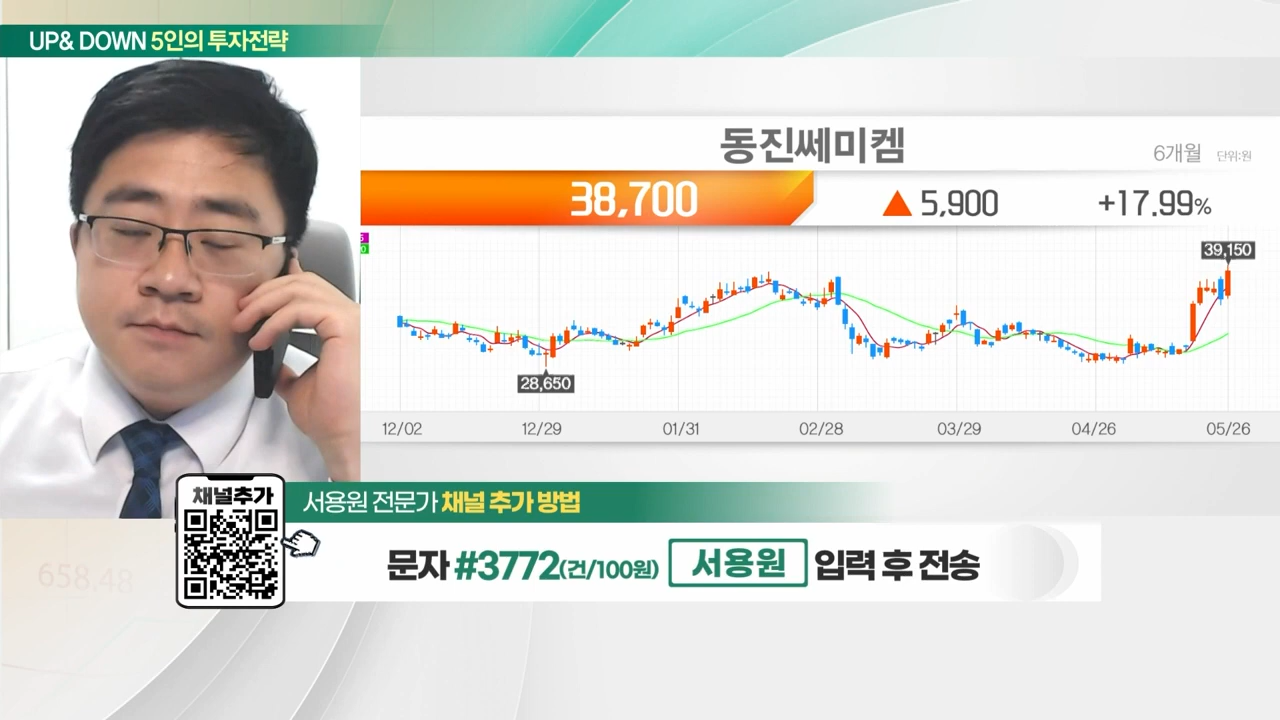 UP& DOWN 5인의 투자전략
동진쎄미켐
6개월 단위:원
38,700 ▲ 5,900 +17.99%
39,150
28,650
12/02 12/29 01/31 02/28 03/29 04/26 05/26
채널추가
서용원 전문가 채널 추가 방법
문자 #3772(건/100원) 서용원 입력 후 전송
658.48